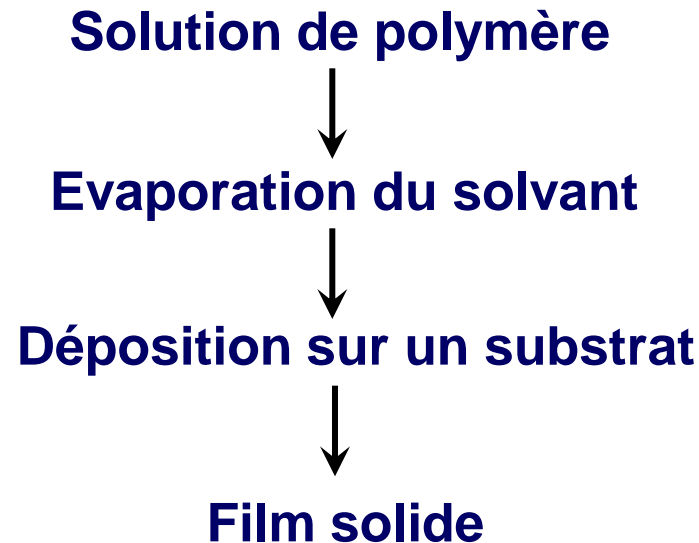 Solution de polymère
Evaporation du solvant
Déposition sur un substrat
Film solide